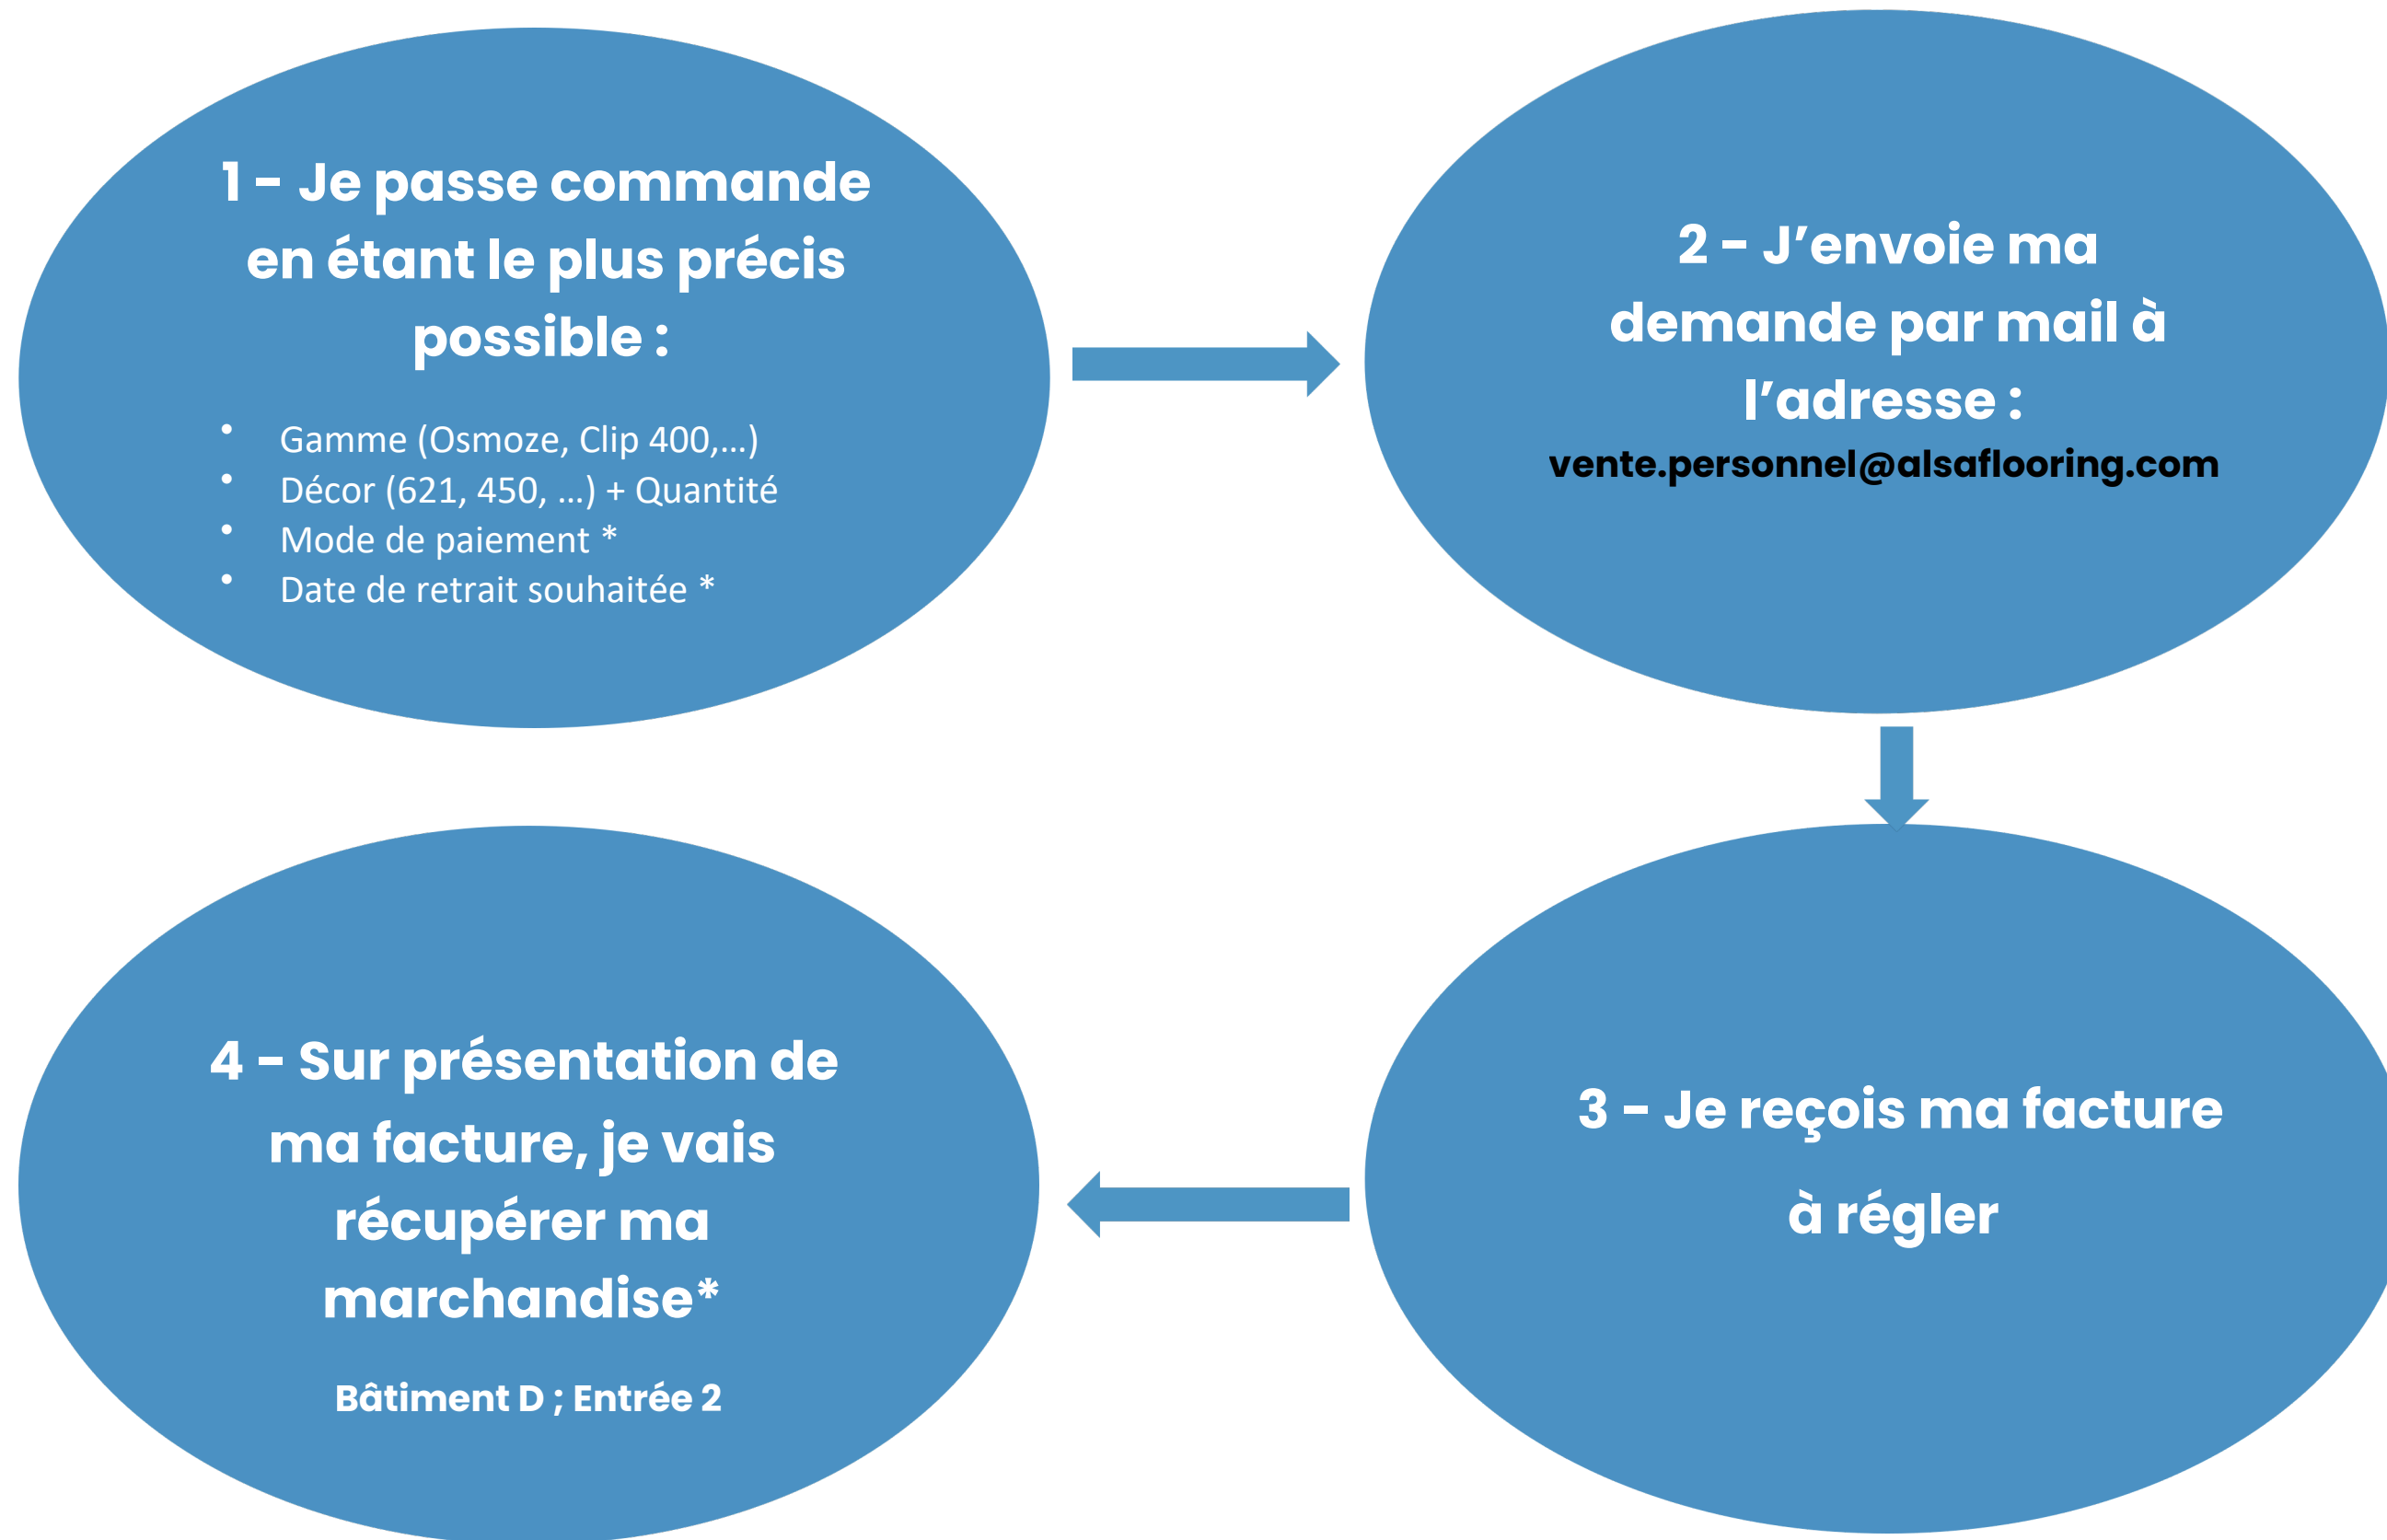 1 – Je passe commande
en étant le plus précis
possible :
• Gamme (Osmoze, Clip 400,…)
• Décor (621, 450, …) + Quantité
• Mode de paiement *
• Date de retrait souhaitée *
2 – J’envoie ma
demande par mail à
l’adresse :
vente.personnel@alsaflooring.com
3 – Je reçois ma facture
à régler
4 – Sur présentation de
ma facture, je vais
récupérer ma
marchandise*
Bâtiment D ; Entrée 2